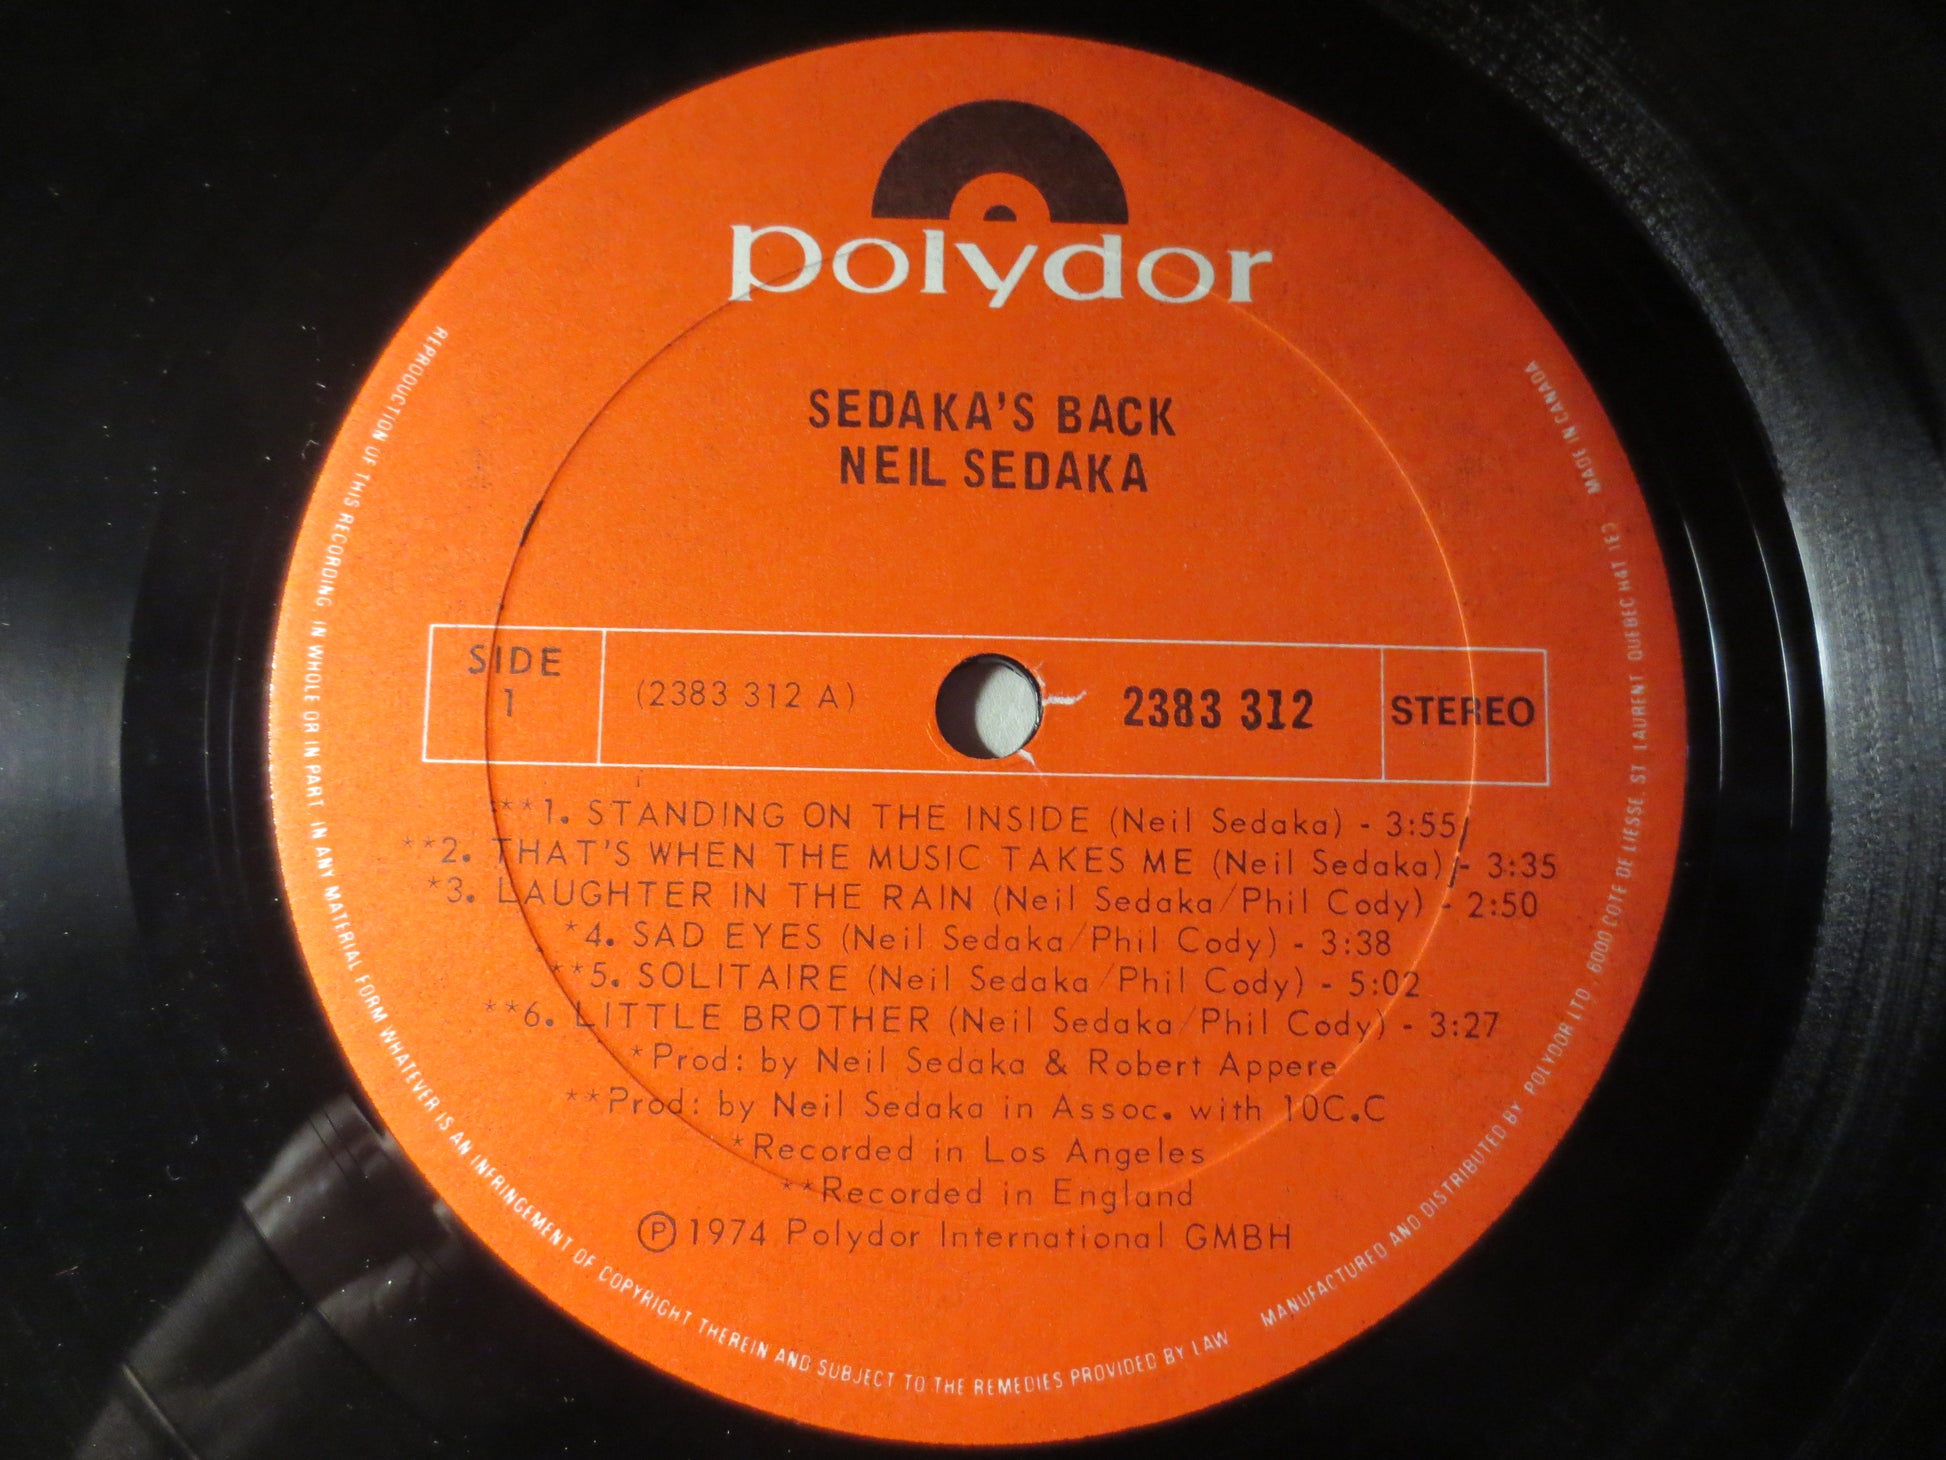 polydor
SEDAKA'S BACK
NEIL SEDAKA
SIDE
1
(2383 312 A)
2383 312
STEREO
**1. STANDING ON THE INSIDE (Neil Sedaka) - 3:55
**2. THAT'S WHEN THE MUSIC TAKES ME (Neil Sedaka) - 3:35
*3. LAUGHTER IN THE RAIN (Neil Sedaka/Phil Cody) - 2:50
*4. SAD EYES (Neil Sedaka/Phil Cody) - 3:38
**5. SOLITAIRE (Neil Sedaka/Phil Cody) - 5:02
**6. LITTLE BROTHER (Neil Sedaka/Phil Cody) - 3:27
*Prod: by Neil Sedaka & Robert Appere
**Prod: by Neil Sedaka in Assoc. with 10C.C
*Recorded in Los Angeles
**Recorded in England
Ⓟ 1974 Polydor International GMBH
REPRODUCTION OF THIS RECORDING IN WHOLE OR IN PART IN ANY MATERIAL FORM WHATEVER IS AN INFRINGEMENT OF COPYRIGHT THEREIN AND SUBJECT TO THE REMEDIES PROVIDED BY LAW
MANUFACTURED AND DISTRIBUTED BY POLYDOR LTD., 6000 COTE DE LIESSE, ST LAURENT QUEBEC H4T 1E3 MADE IN CANADA